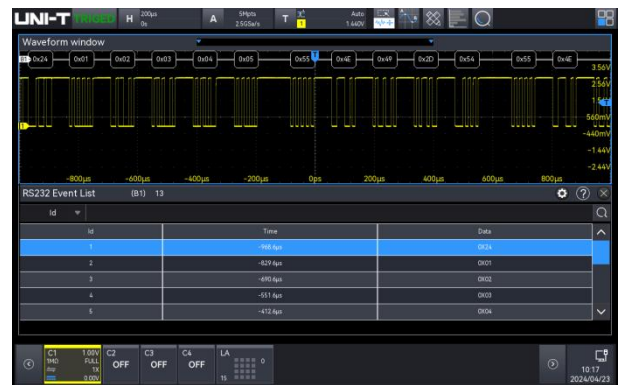 UNI-T TRIGED H 200μs 0s A 5Mpts 2.5GSa/s T 1 Auto 1.440V
Waveform window
B1 0x24 0x01 0x02 0x03 0x04 0x05 0x55 T 0x4E 0x49 0x2D 0x54 0x55 0x4E
3.56V
2.56V
560mV
-440mV
-1.44V
-2.44V
-800μs -600μs -400μs -200μs 0ps 200μs 400μs 600μs 800μs
RS232 Event List (B1) 13
Id
Id Time Data
1 -968.6μs 0X24
2 -829.6μs 0X01
3 -690.6μs 0X02
4 -551.6μs 0X03
5 -412.6μs 0X04
C1 1.00V C2 C3 C4 LA
1MΩ FULL OFF OFF OFF 0
1X
0.00V 15
10:17
2024/04/23